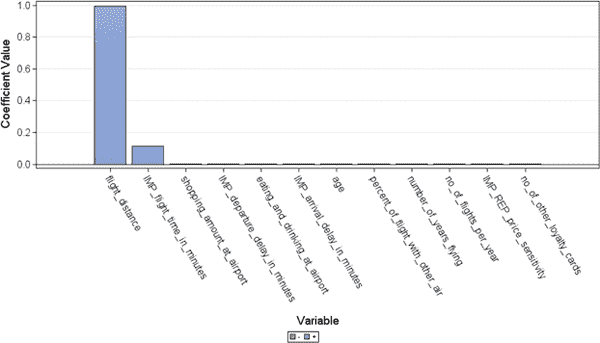 Coefficient Value
1.0
0.8
0.6
0.4
0.2
0.0
flight_distance
IMP_flight_time_in_minutes
shopping_amount_at_airport
IMP_departure_delay_in_minutes
eating_and_drinking_at_airport
IMP_arrival_delay_in_minutes
age
percent_of_flight_with_other_air
number_of_years_flying
no_of_flights_per_year
IMP_REP_price_sensitivity
no_of_other_loyalty_cards
Variable
- +